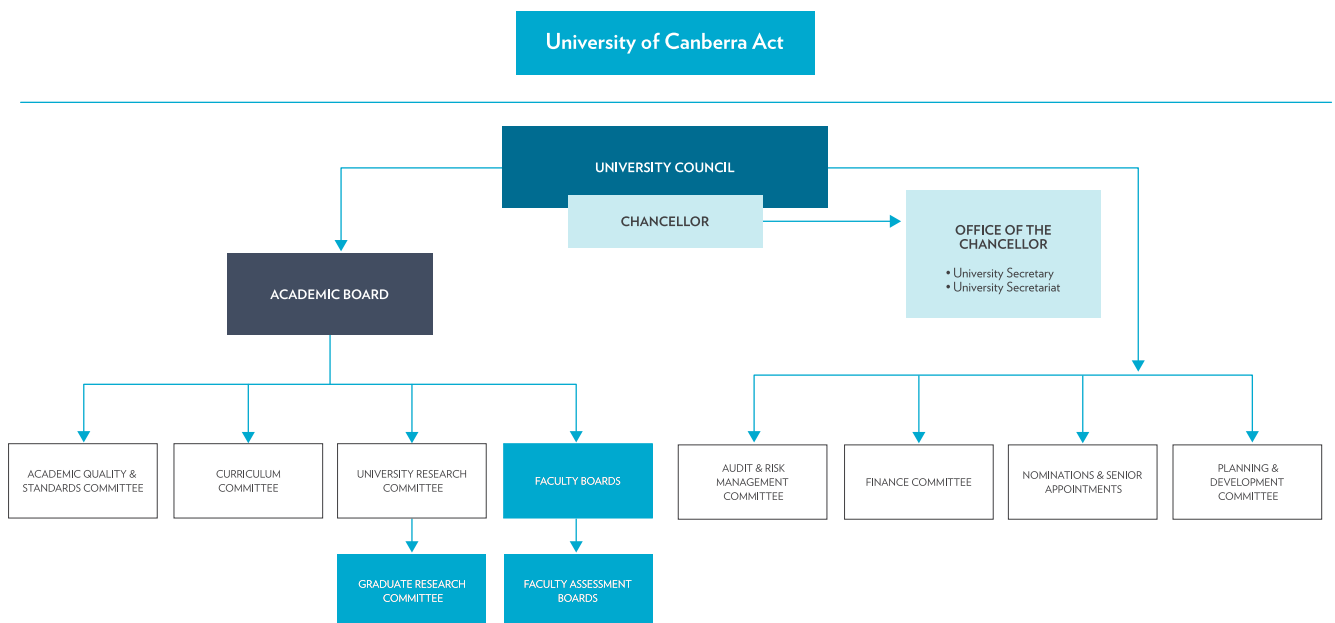 University of Canberra Act
UNIVERSITY COUNCIL
CHANCELLOR
OFFICE OF THE
CHANCELLOR
• University Secretary
• University Secretariat
ACADEMIC BOARD
ACADEMIC QUALITY &
STANDARDS COMMITTEE
CURRICULUM
COMMITTEE
UNIVERSITY RESEARCH
COMMITTEE
FACULTY BOARDS
AUDIT & RISK
MANAGEMENT
COMMITTEE
FINANCE COMMITTEE
NOMINATIONS & SENIOR
APPOINTMENTS
PLANNING &
DEVELOPMENT
COMMITTEE
GRADUATE RESEARCH
COMMITTEE
FACULTY ASSESSMENT
BOARDS